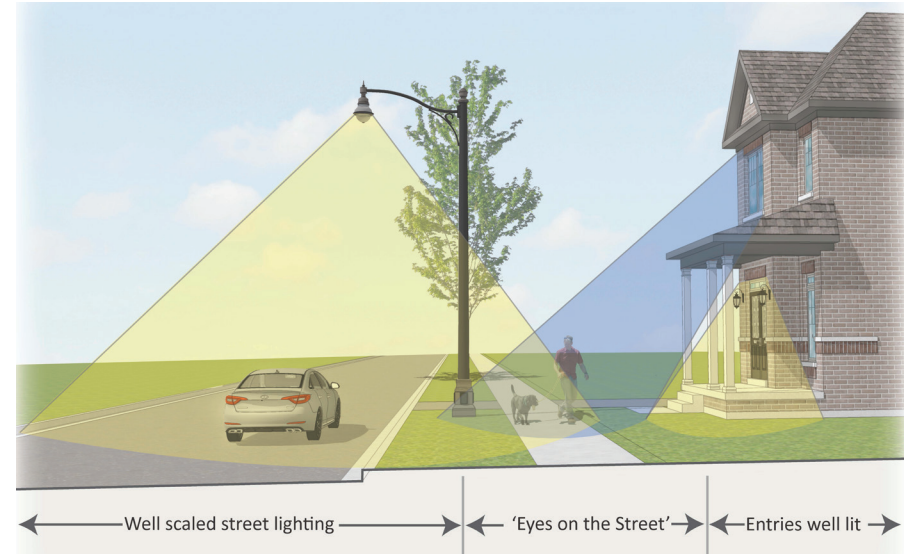 Well scaled street lighting
‘Eyes on the Street’
Entries well lit